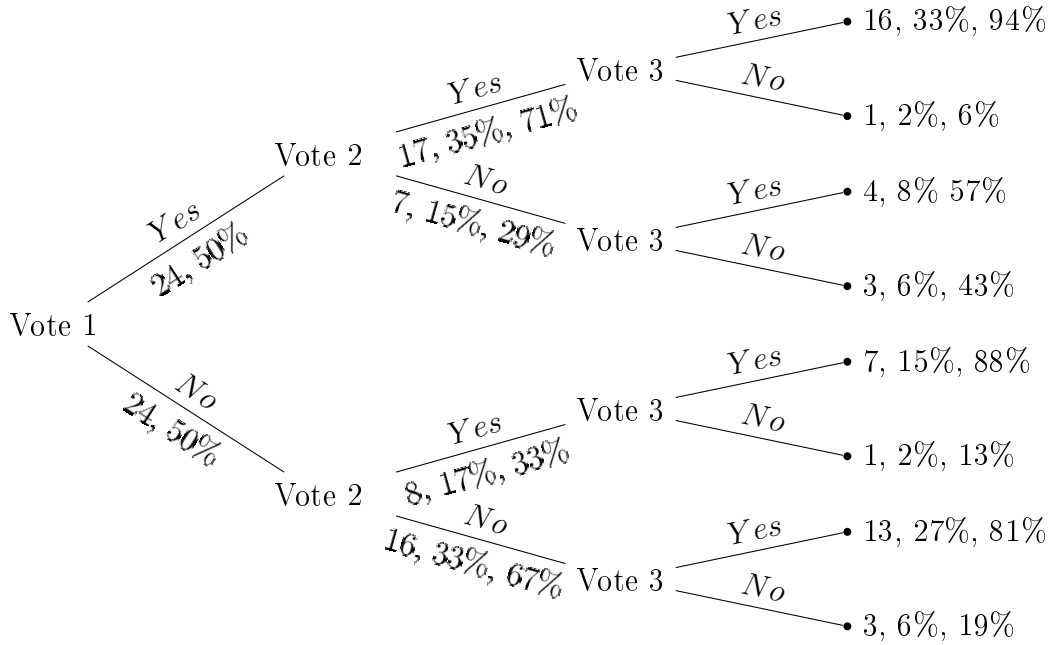 Yes
16, 33%, 94%
Vote 3
Yes
No
17, 35%, 71%
1, 2%, 6%
Vote 2
No
Yes
4, 8% 57%
Yes
7, 15%, 29%
Vote 3
No
24, 50%
3, 6%, 43%
Vote 1
Yes
7, 15%, 88%
No
Vote 3
24, 50%
Yes
No
8, 17%, 33%
1, 2%, 13%
Vote 2
No
Yes
13, 27%, 81%
16, 33%, 67%
Vote 3
No
3, 6%, 19%